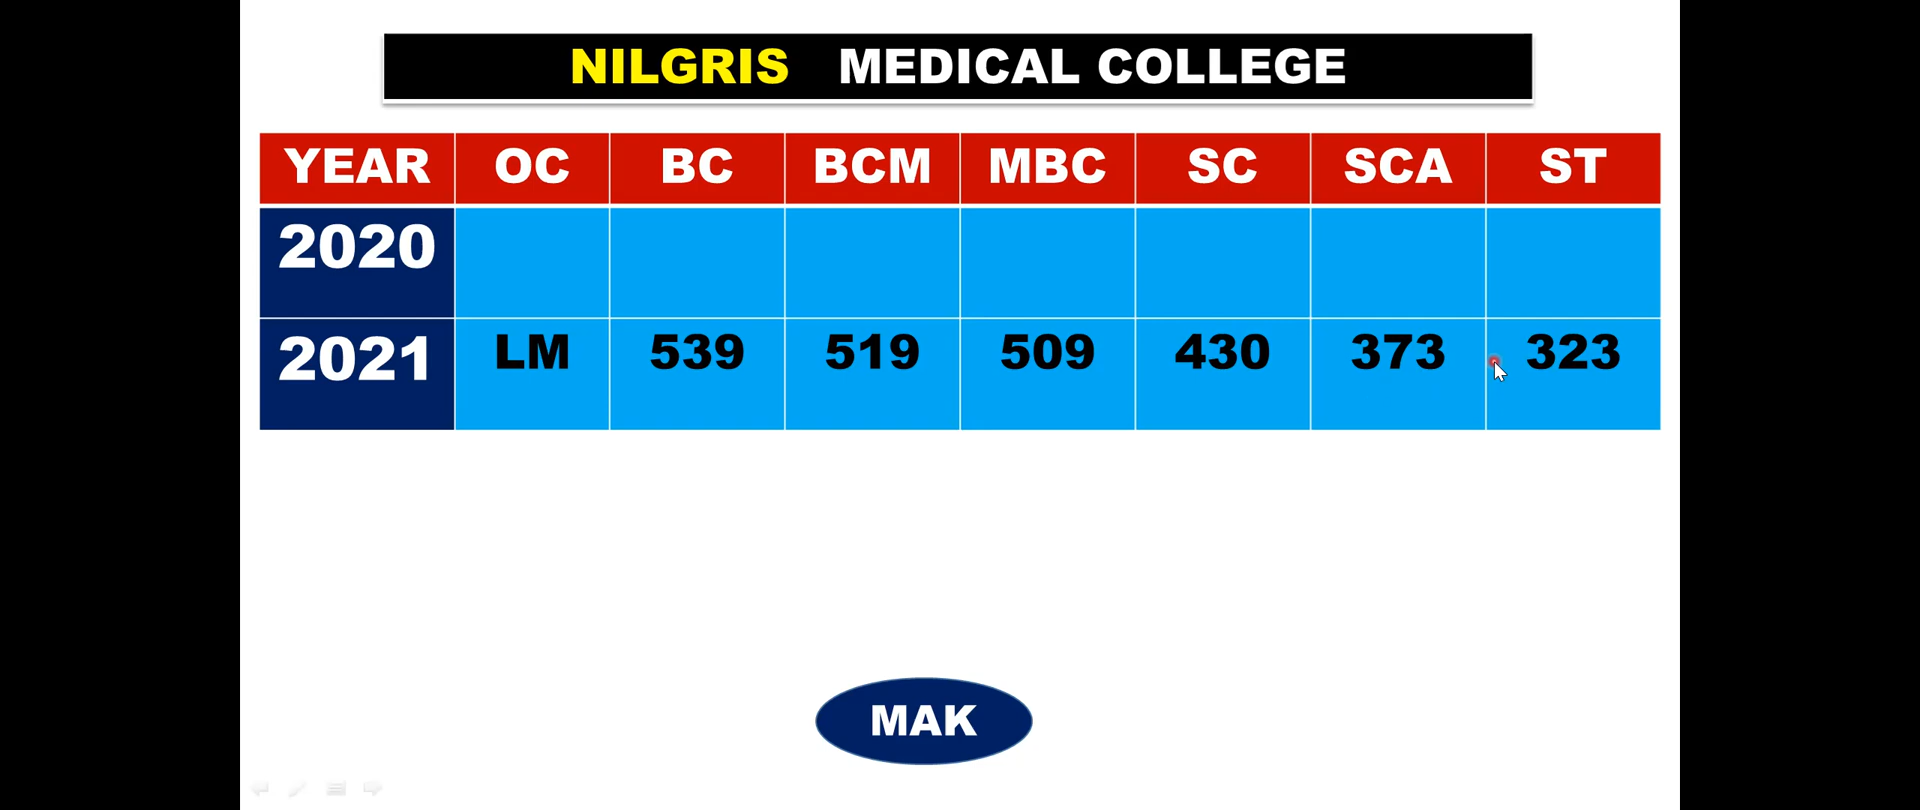 NILGRIS MEDICAL COLLEGE
YEAR OC BC BCM MBC SC SCA ST
2020
2021 LM 539 519 509 430 373 323
MAK